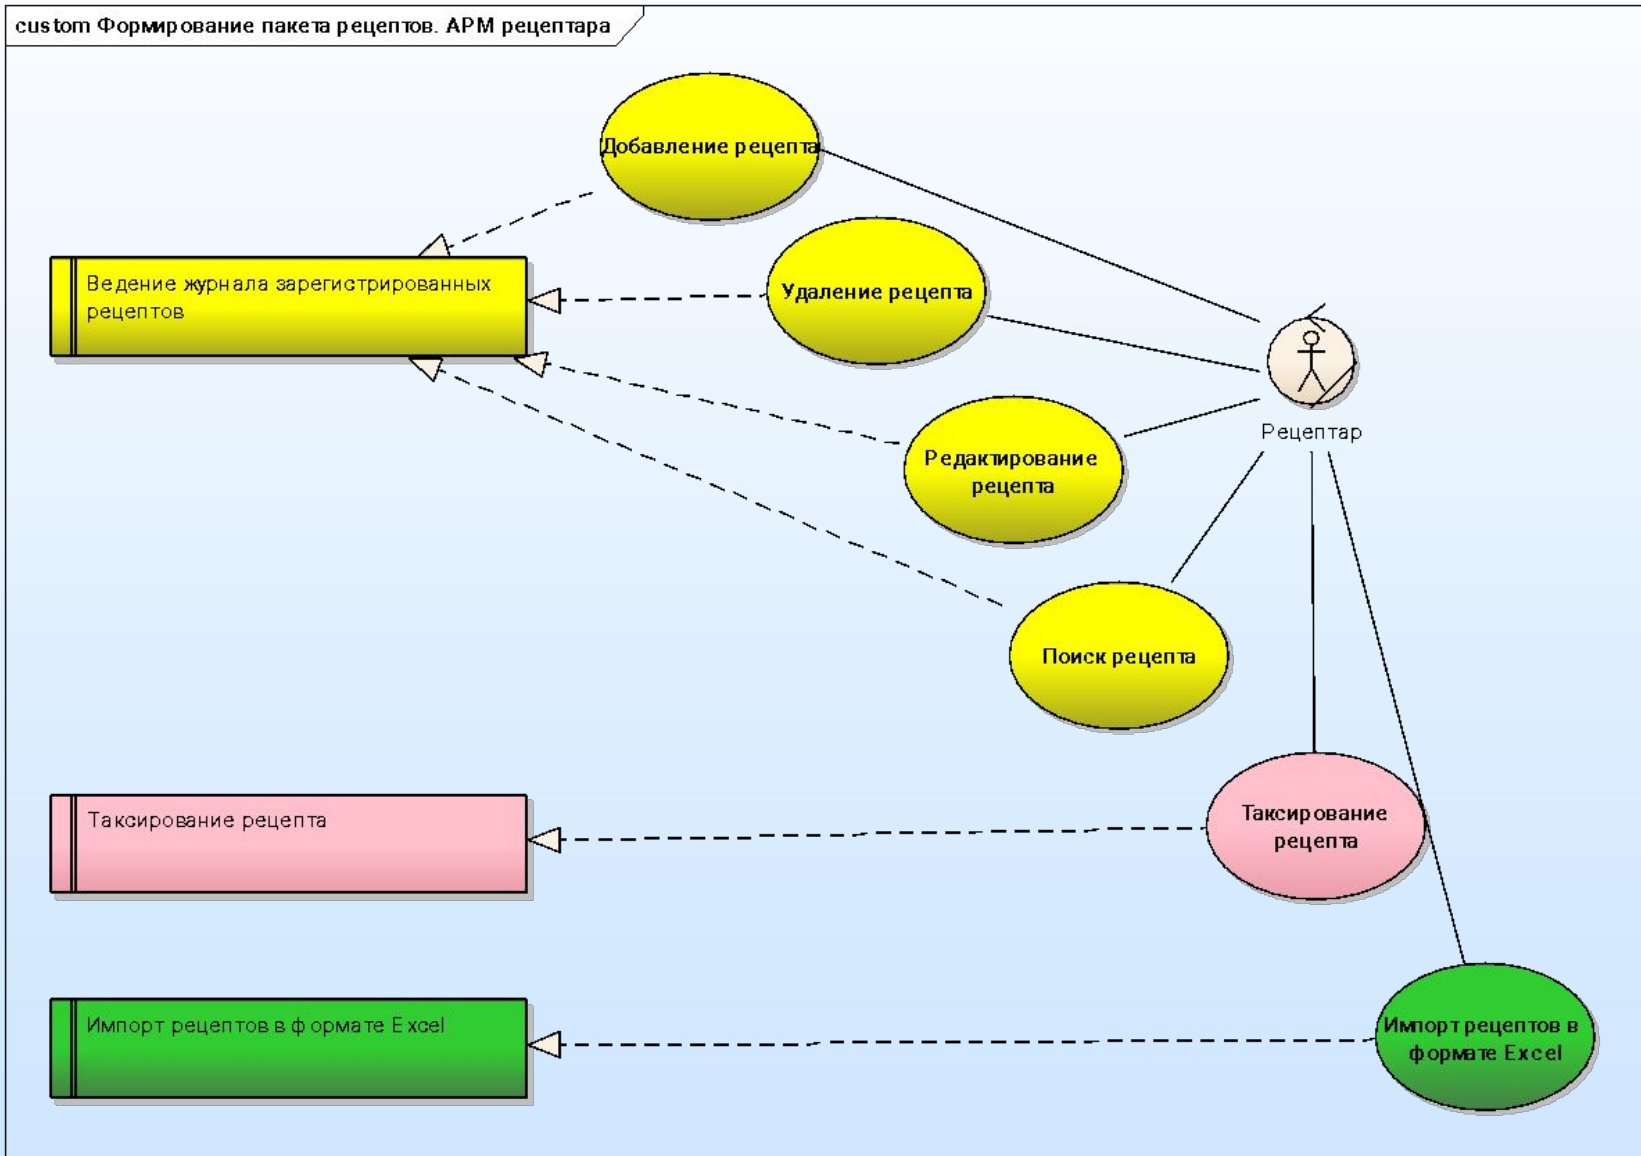 custom Формирование пакета рецептов. АРМ рецептара
Добавление рецепта
Ведение журнала зарегистрированных
рецептов
Удаление рецепта
Рецептар
Редактирование
рецепта
Поиск рецепта
Таксирование рецепта
Таксирование
рецепта
Импорт рецептов в формате Excel
Импорт рецептов в
формате Excel